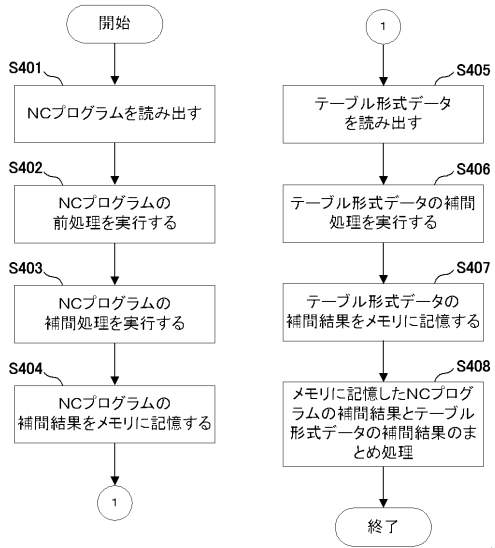 開始
S401
NCプログラムを読み出す
S402
NCプログラムの
前処理を実行する
S403
NCプログラムの
補間処理を実行する
S404
NCプログラムの
補間結果をメモリに記憶する
1
1
S405
テーブル形式データ
を読み出す
S406
テーブル形式データの補間
処理を実行する
S407
テーブル形式データの
補間結果をメモリに記憶する
S408
メモリに記憶したNCプログ
ラムの補間結果とテーブル
形式データの補間結果のま
とめ処理
終了